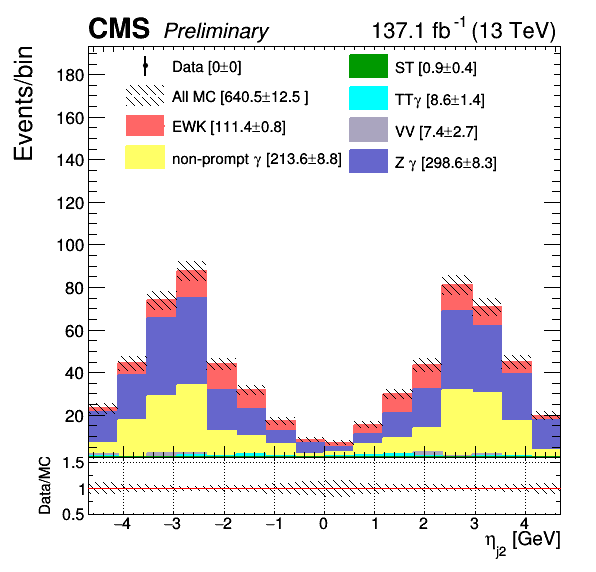 CMS Preliminary 137.1 fb⁻¹ (13 TeV)
Events/bin
Data [0±0]
All MC [640.5±12.5 ]
EWK [111.4±0.8]
non-prompt γ [213.6±8.8]
ST [0.9±0.4]
TTγ [8.6±1.4]
VV [7.4±2.7]
Z γ [298.6±8.3]
180
160
140
120
100
80
60
40
20
Data/MC
1.5
1
0.5
−4 −3 −2 −1 0 1 2 3 4
η_j2 [GeV]